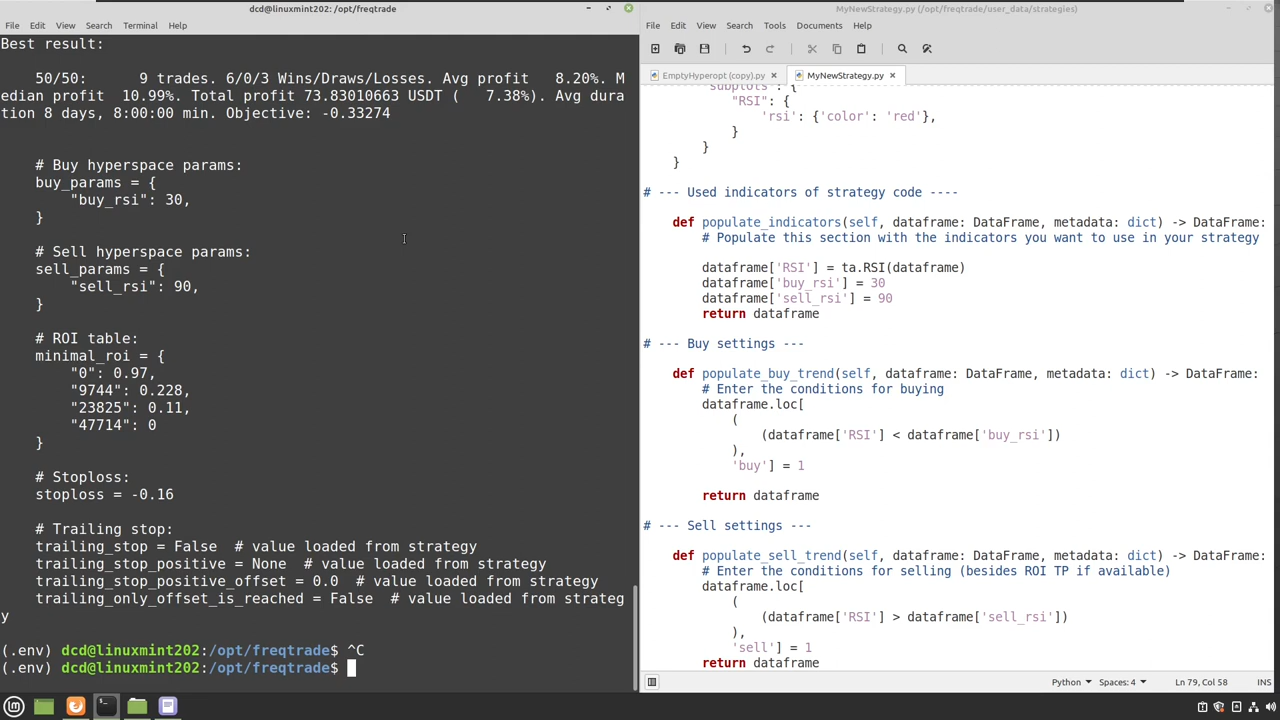 dcd@linuxmint202: /opt/freqtrade
File Edit View Search Terminal Help
Best result:
50/50: 9 trades. 6/0/3 Wins/Draws/Losses. Avg profit 8.20%. M
edian profit 10.99%. Total profit 73.83010663 USDT ( 7.38%). Avg dura
tion 8 days, 8:00:00 min. Objective: -0.33274
# Buy hyperspace params:
buy_params = {
"buy_rsi": 30,
}
# Sell hyperspace params:
sell_params = {
"sell_rsi": 90,
}
# ROI table:
minimal_roi = {
"0": 0.97,
"9744": 0.228,
"23825": 0.11,
"47714": 0
}
# Stoploss:
stoploss = -0.16
# Trailing stop:
trailing_stop = False # value loaded from strategy
trailing_stop_positive = None # value loaded from strategy
trailing_stop_positive_offset = 0.0 # value loaded from strategy
trailing_only_offset_is_reached = False # value loaded from strateg
y
(.env) dcd@linuxmint202:/opt/freqtrade$ ^C
(.env) dcd@linuxmint202:/opt/freqtrade$
MyNewStrategy.py (/opt/freqtrade/user_data/strategies)
File Edit View Search Tools Documents Help
EmptyHyperopt (copy).py
MyNewStrategy.py
'subplots': {
"RSI": {
'rsi': {'color': 'red'},
}
}
}
# --- Used indicators of strategy code ----
def populate_indicators(self, dataframe: DataFrame, metadata: dict) -> DataFrame:
# Populate this section with the indicators you want to use in your strategy
dataframe['RSI'] = ta.RSI(dataframe)
dataframe['buy_rsi'] = 30
dataframe['sell_rsi'] = 90
return dataframe
# --- Buy settings ---
def populate_buy_trend(self, dataframe: DataFrame, metadata: dict) -> DataFrame:
# Enter the conditions for buying
dataframe.loc[
(
(dataframe['RSI'] < dataframe['buy_rsi'])
),
'buy'] = 1
return dataframe
# --- Sell settings ---
def populate_sell_trend(self, dataframe: DataFrame, metadata: dict) -> DataFrame:
# Enter the conditions for selling (besides ROI TP if available)
dataframe.loc[
(
(dataframe['RSI'] > dataframe['sell_rsi'])
),
'sell'] = 1
return dataframe
Python
Spaces: 4
Ln 79, Col 58
INS